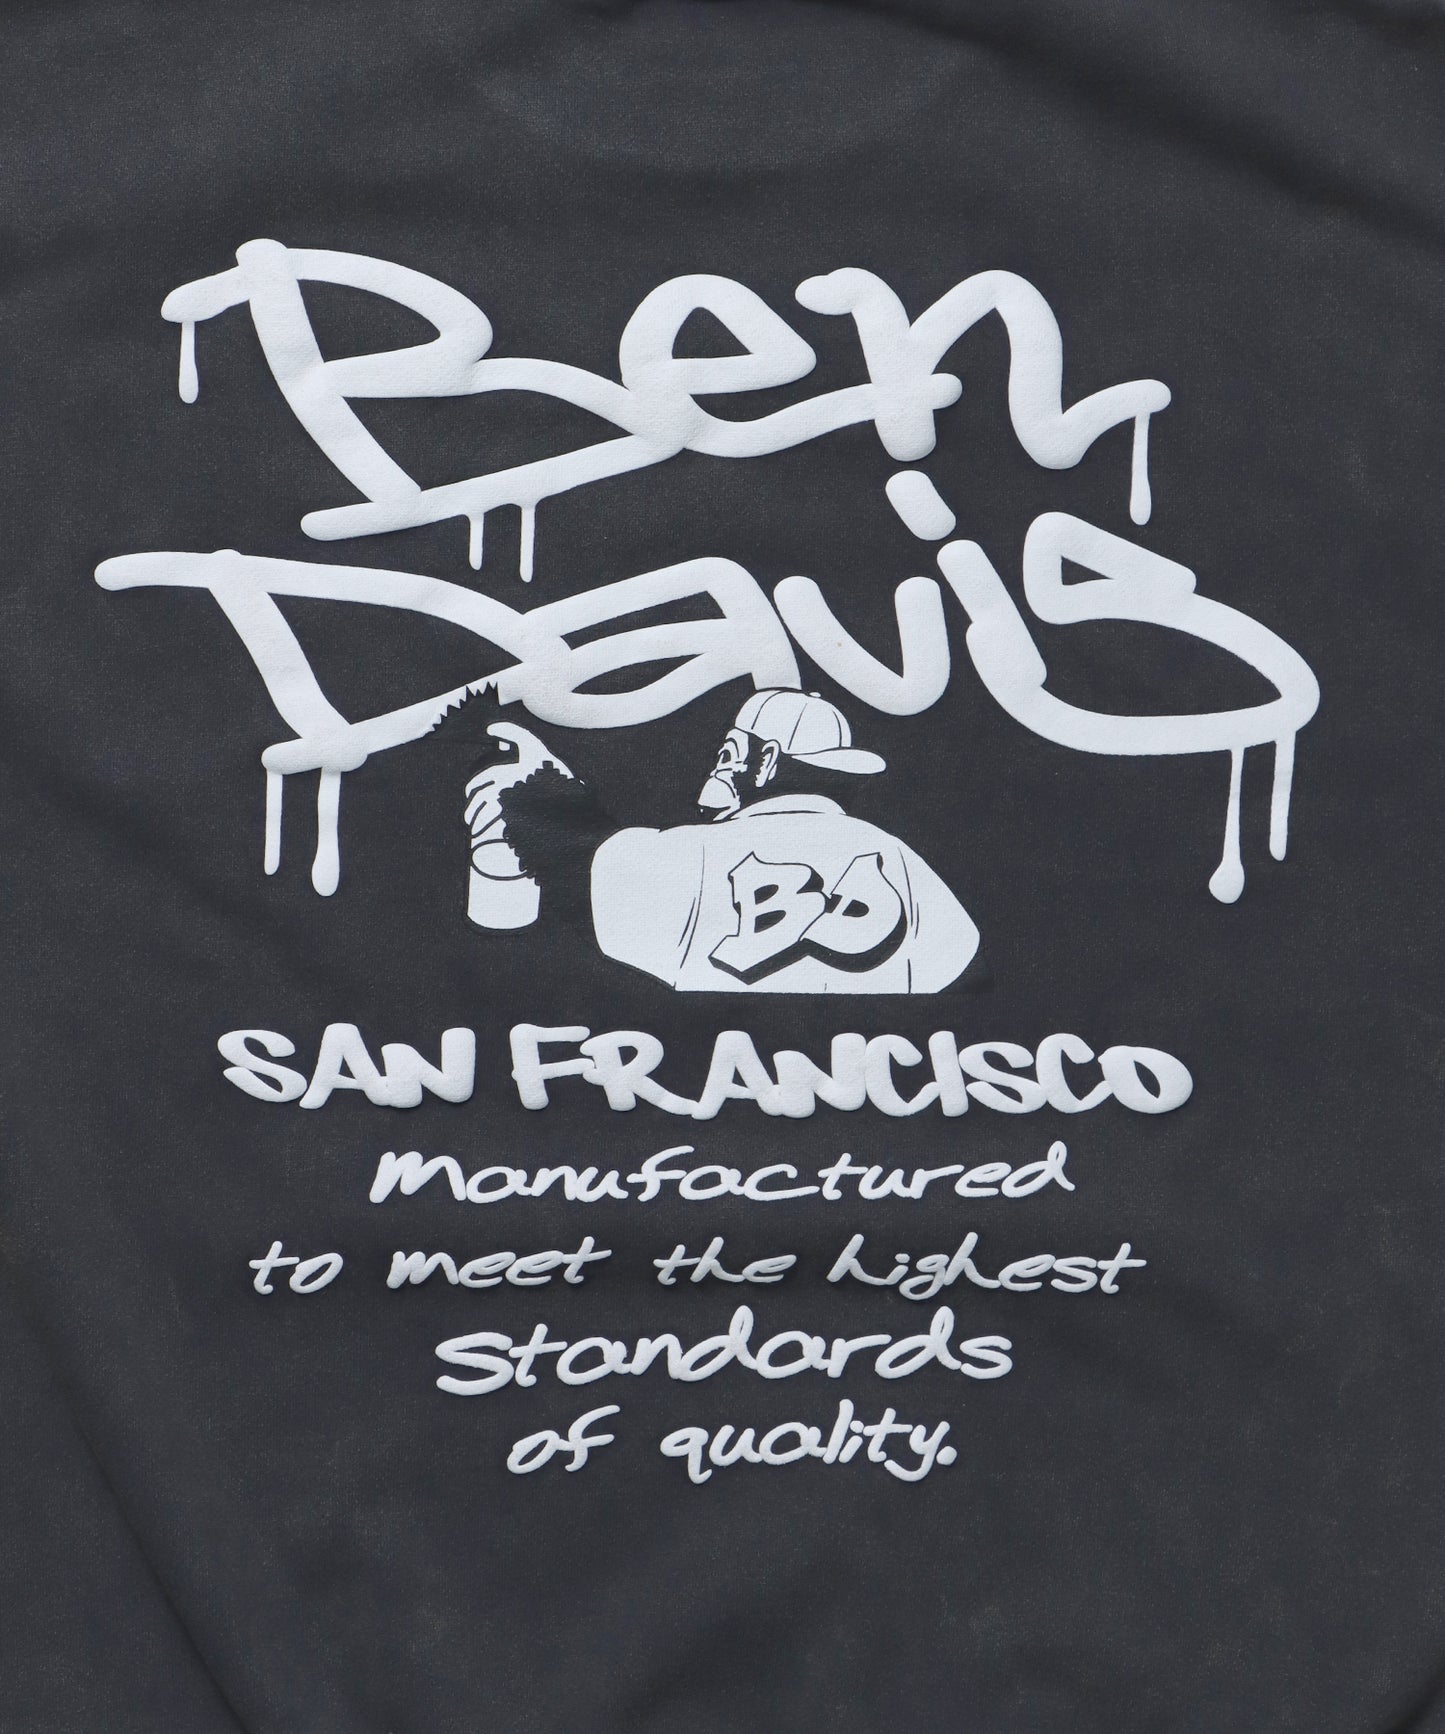 Ben
Davis
BD
SAN FRANCISCO
manufactured
to meet the highest
standards
of quality.